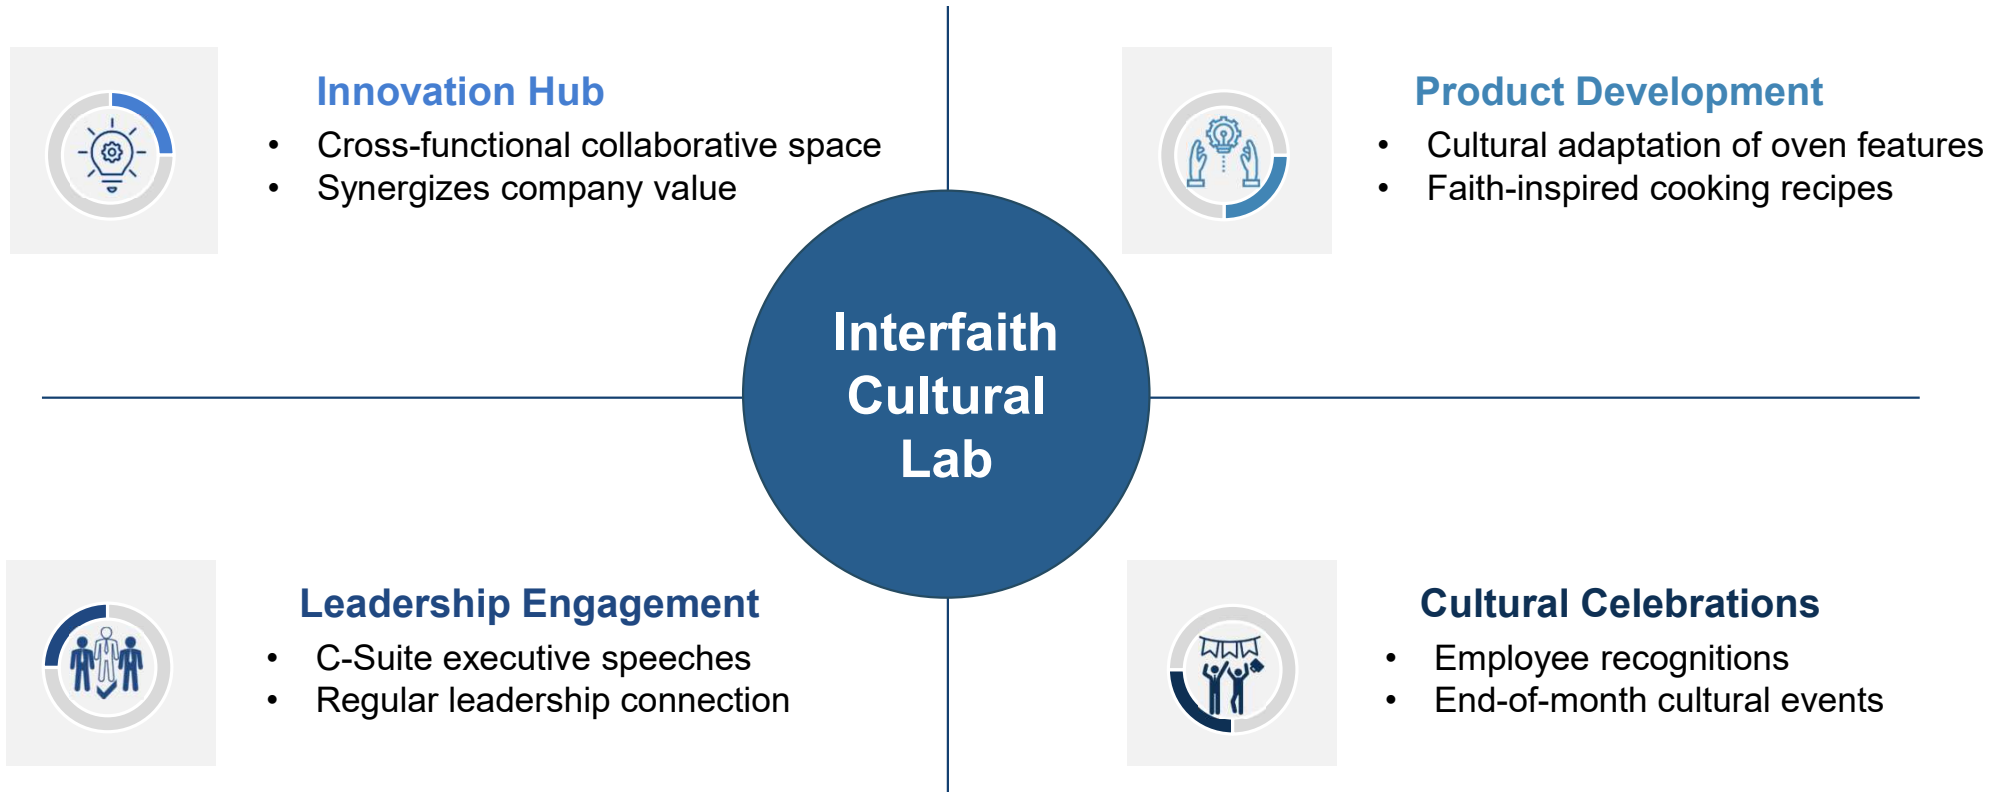 Innovation Hub
• Cross-functional collaborative space
• Synergizes company value
Product Development
• Cultural adaptation of oven features
• Faith-inspired cooking recipes
Interfaith
Cultural
Lab
Leadership Engagement
• C-Suite executive speeches
• Regular leadership connection
Cultural Celebrations
• Employee recognitions
• End-of-month cultural events